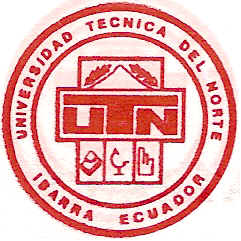 UNIVERSIDAD TECNICA DEL NORTE
UTN
IBARRA ECUADOR